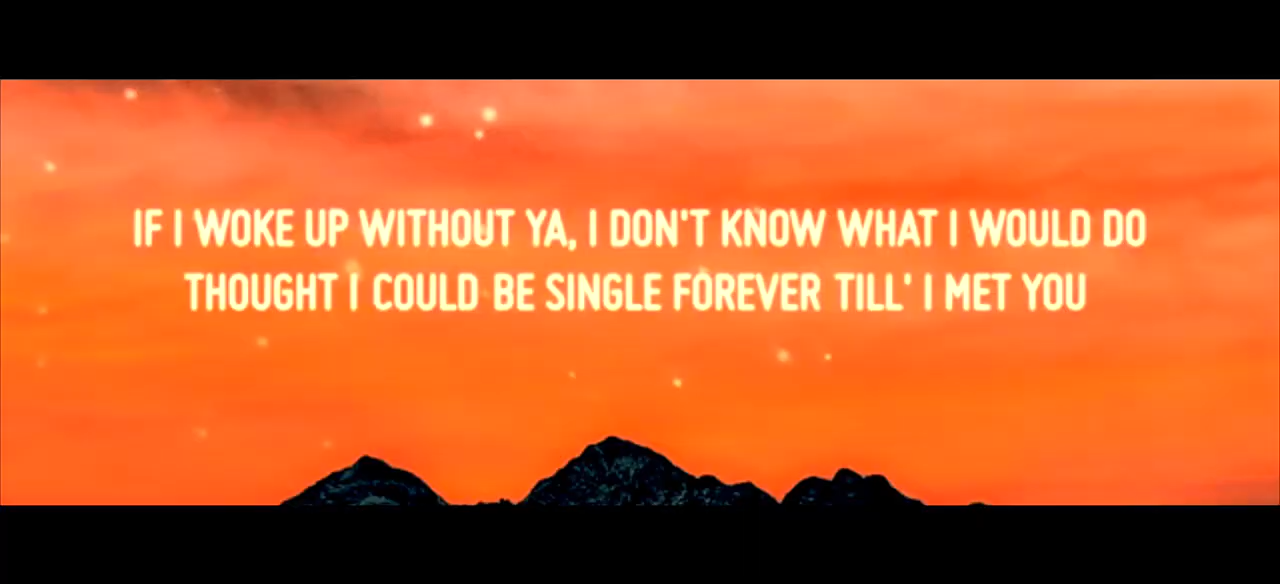 IF I WOKE UP WITHOUT YA, I DON'T KNOW WHAT I WOULD DO
THOUGHT I COULD BE SINGLE FOREVER TILL' I MET YOU